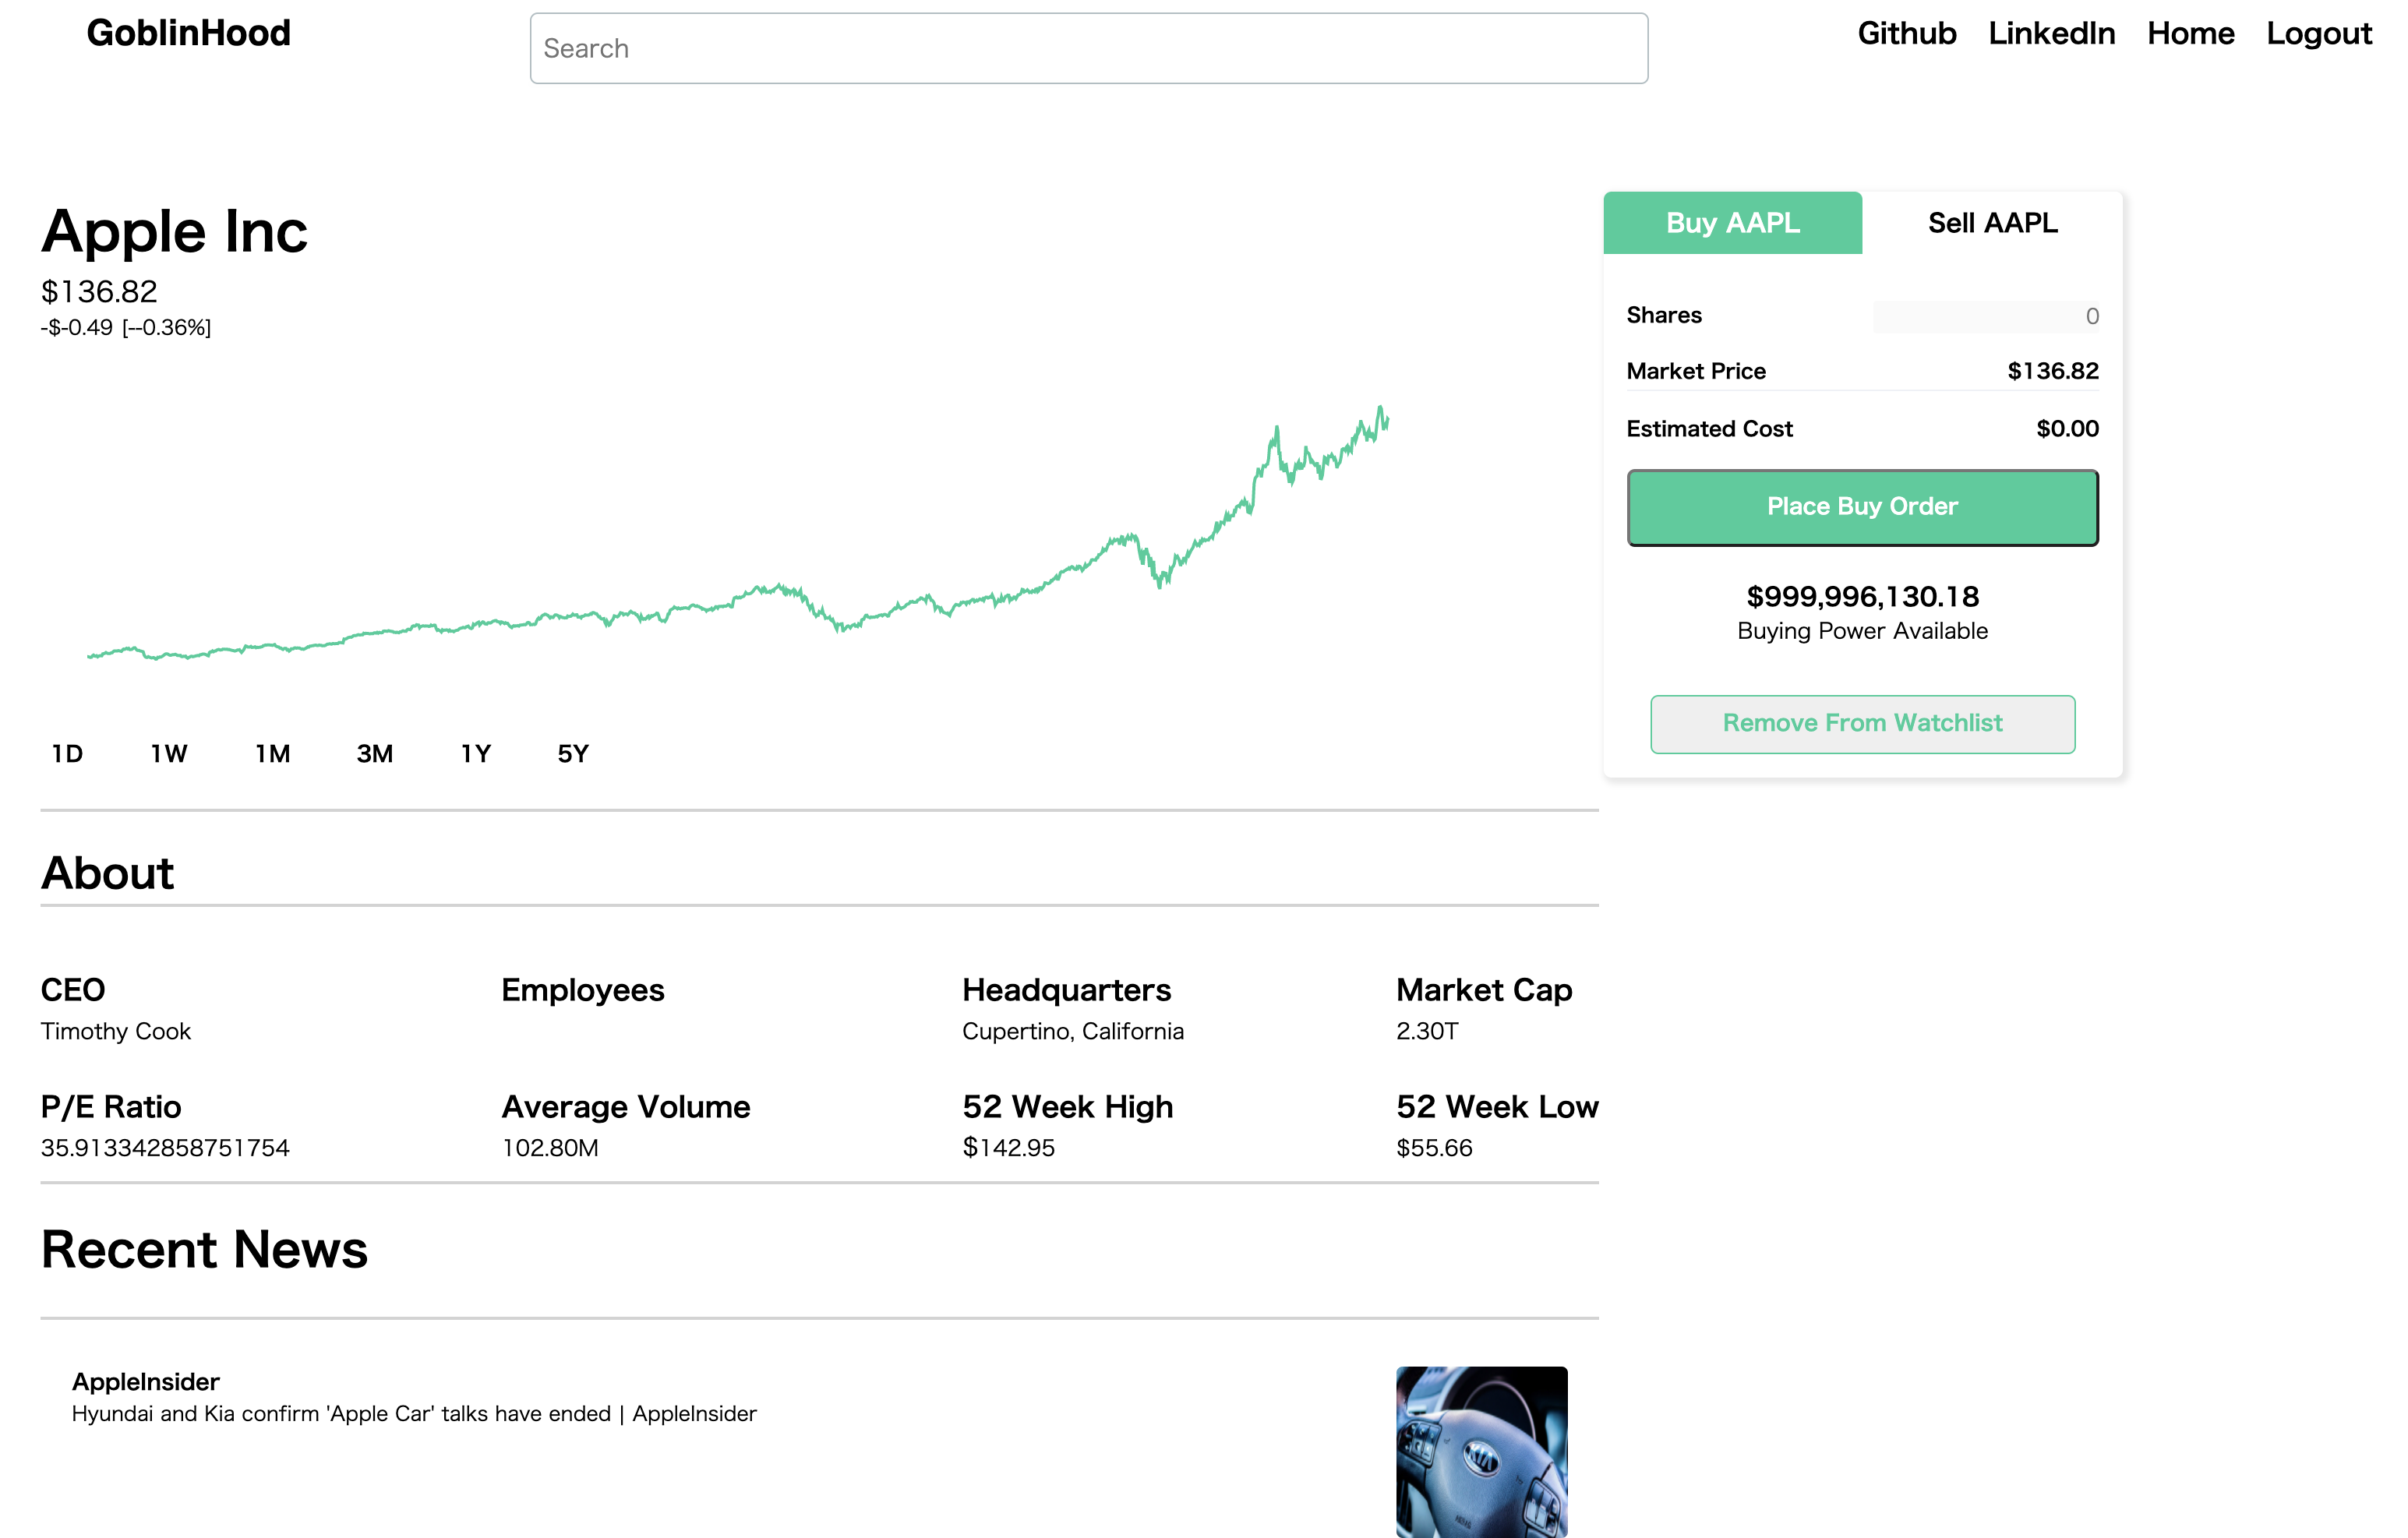 GoblinHood
Search
Github LinkedIn Home Logout
Apple Inc
$136.82
-$-0.49 [--0.36%]
1D 1W 1M 3M 1Y 5Y
Buy AAPL Sell AAPL
Shares 0
Market Price $136.82
Estimated Cost $0.00
Place Buy Order
$999,996,130.18
Buying Power Available
Remove From Watchlist
About
CEO Employees Headquarters Market Cap
Timothy Cook Cupertino, California 2.30T
P/E Ratio Average Volume 52 Week High 52 Week Low
35.913342858751754 102.80M $142.95 $55.66
Recent News
AppleInsider
Hyundai and Kia confirm 'Apple Car' talks have ended | AppleInsider
KIA